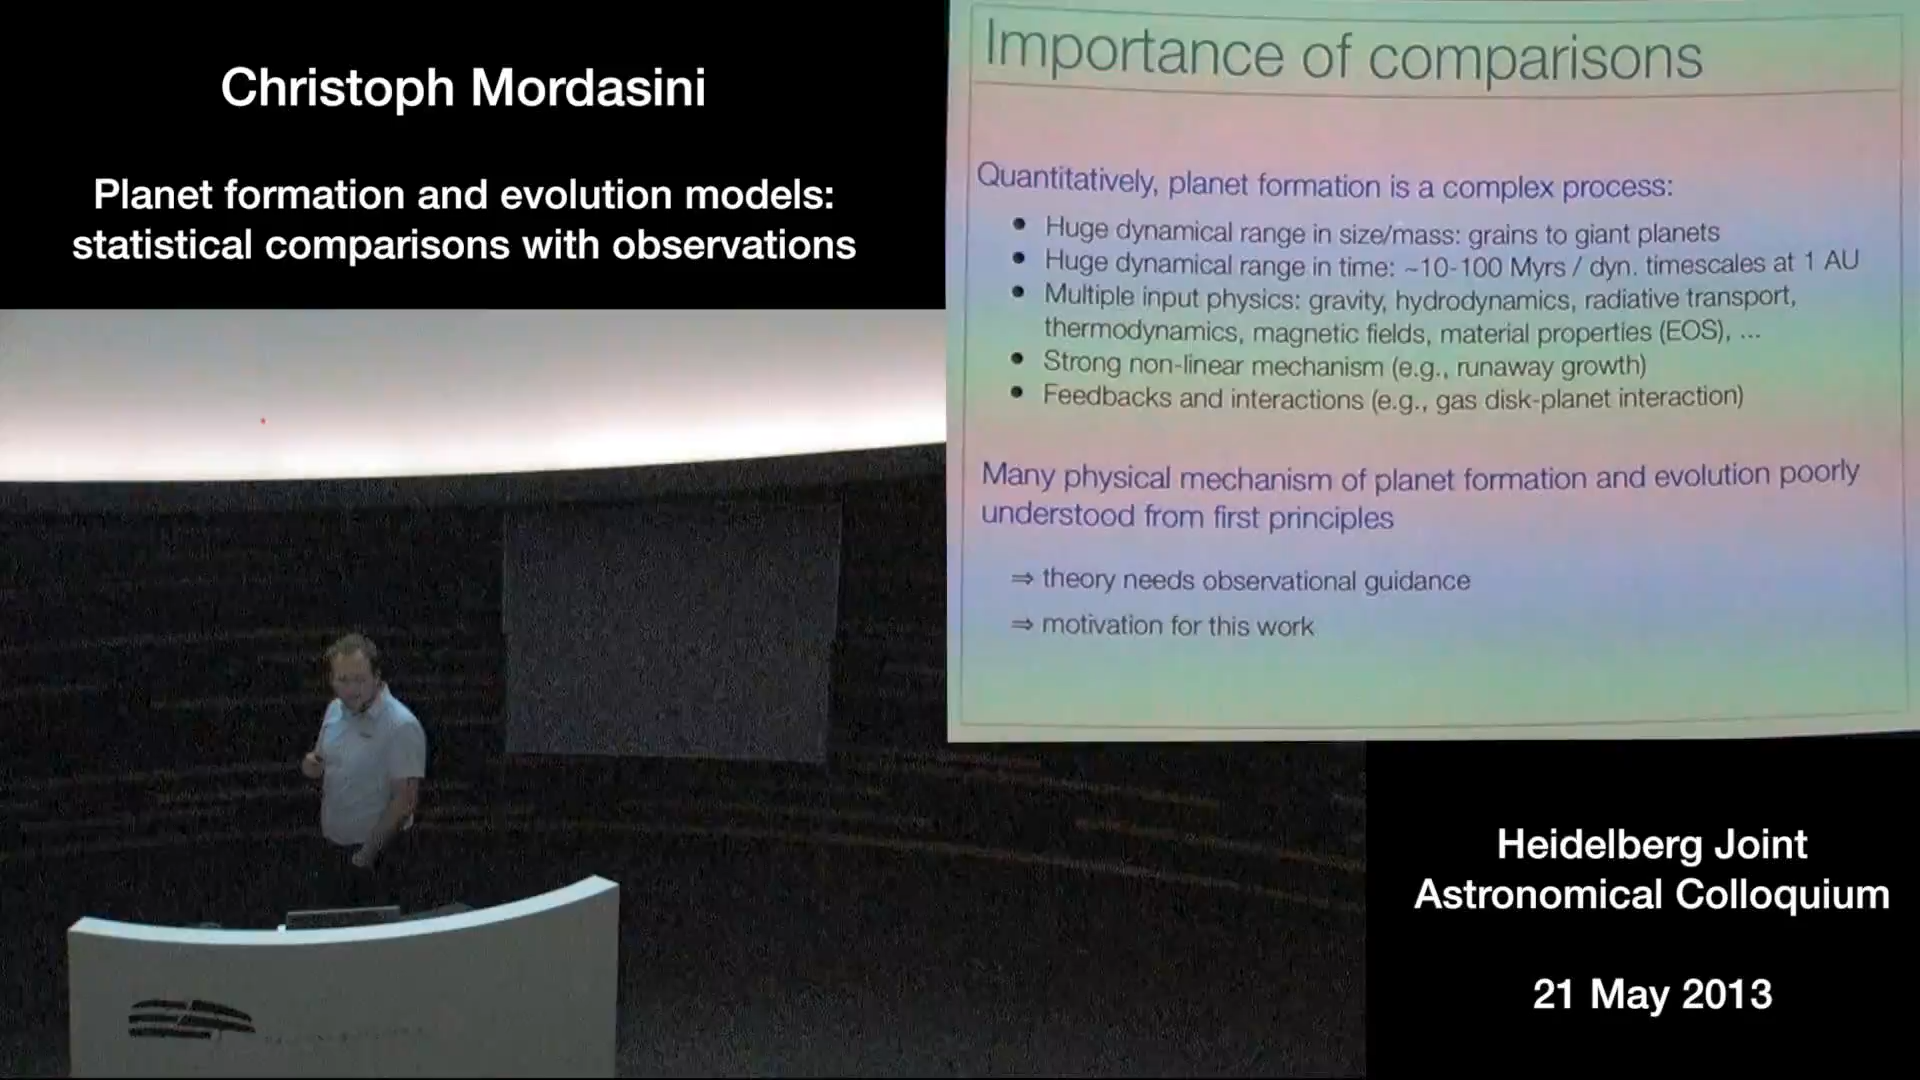 Christoph Mordasini
Planet formation and evolution models:
statistical comparisons with observations
Importance of comparisons
Quantitatively, planet formation is a complex process:
• Huge dynamical range in size/mass: grains to giant planets
• Huge dynamical range in time: ~10-100 Myrs / dyn. timescales at 1 AU
• Multiple input physics: gravity, hydrodynamics, radiative transport,
thermodynamics, magnetic fields, material properties (EOS), ...
• Strong non-linear mechanism (e.g., runaway growth)
• Feedbacks and interactions (e.g., gas disk-planet interaction)
Many physical mechanism of planet formation and evolution poorly
understood from first principles
⇒ theory needs observational guidance
⇒ motivation for this work
Heidelberg Joint
Astronomical Colloquium
21 May 2013